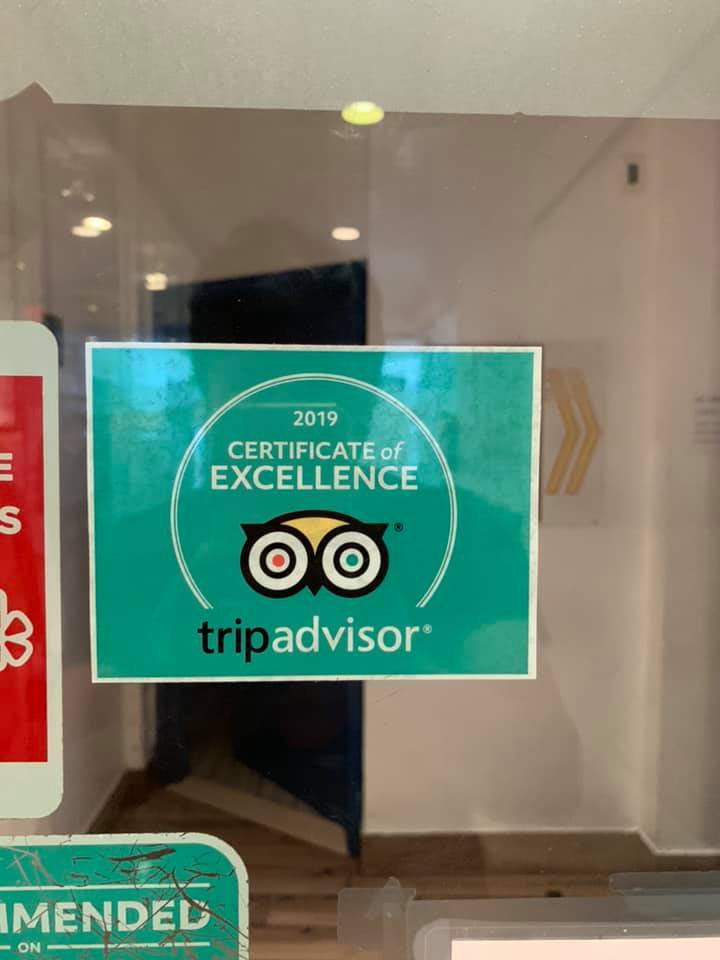 E
S
2019
CERTIFICATE of
EXCELLENCE
®
tripadvisor®
MMENDED
ON